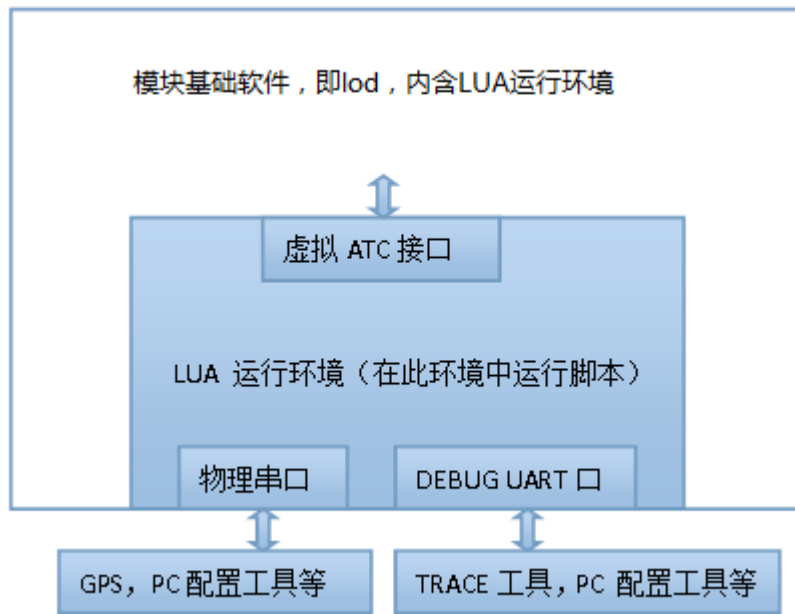 模块基础软件，即lod，内含LUA运行环境
虚拟 ATC 接口
LUA 运行环境（在此环境中运行脚本）
物理串口
DEBUG UART 口
GPS，PC 配置工具等
TRACE 工具，PC 配置工具等